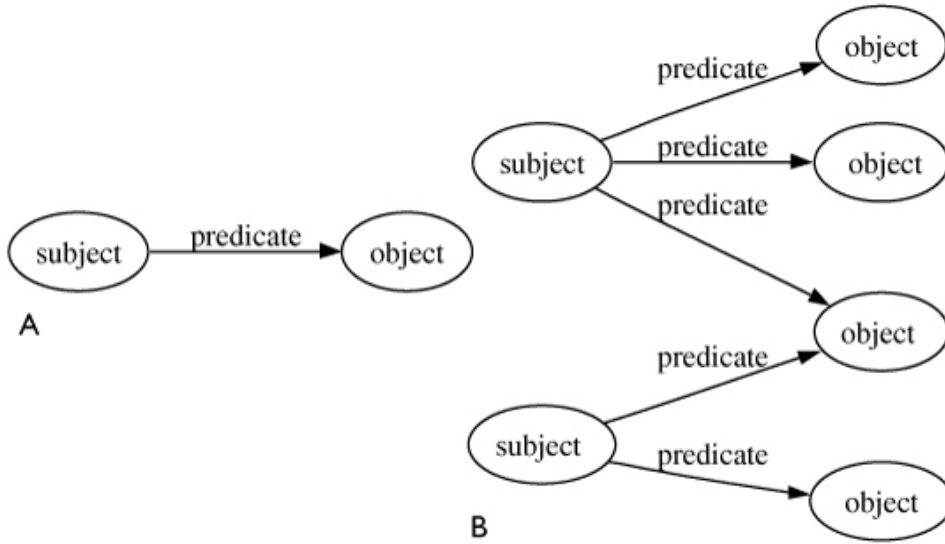 subject
predicate
object
A
subject
predicate
object
predicate
object
predicate
object
subject
predicate
predicate
object
B